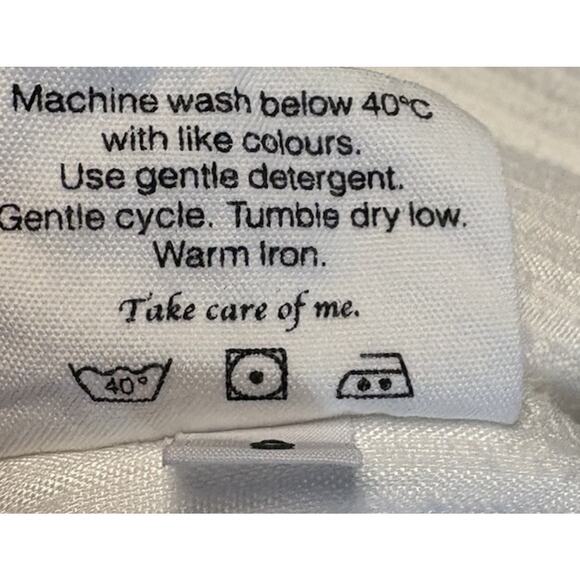 Machine wash below 40°C
with like colours.
Use gentle detergent.
Gentle cycle. Tumble dry low.
Warm Iron.
Take care of me.
40°